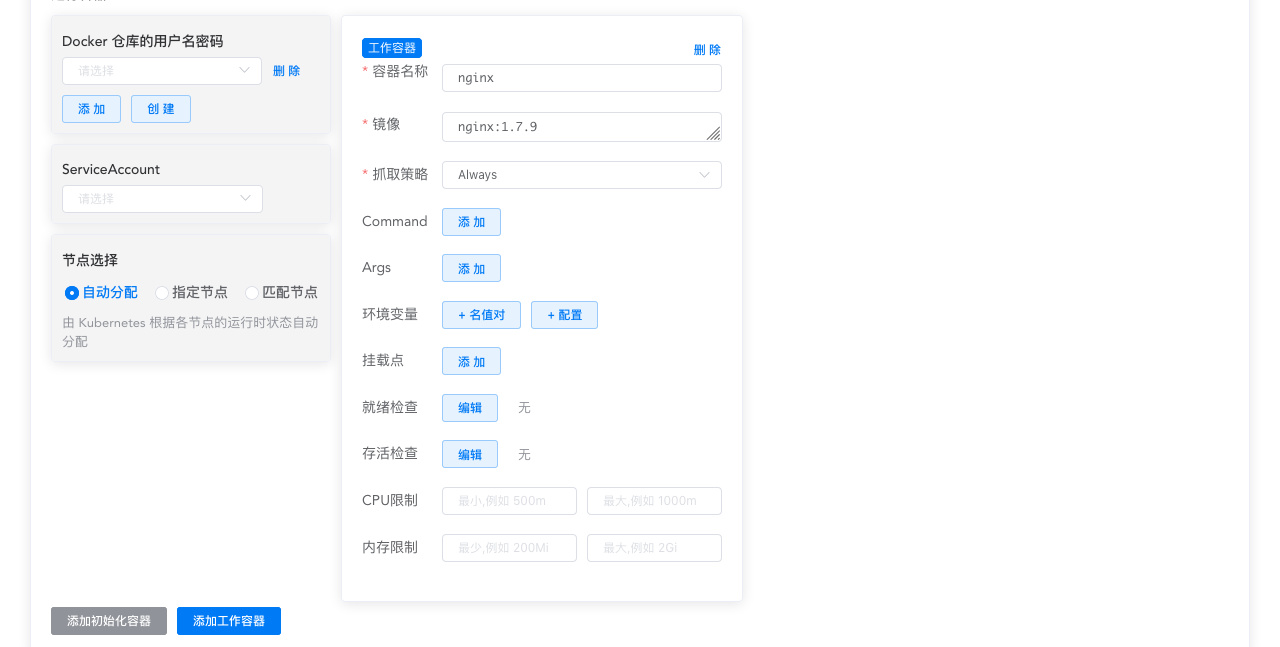 Docker 仓库的用户名密码
请选择
删 除
添 加
创 建
ServiceAccount
请选择
节点选择
自动分配
指定节点
匹配节点
由 Kubernetes 根据各节点的运行时状态自动
分配
工作容器
删 除
* 容器名称
nginx
* 镜像
nginx:1.7.9
* 抓取策略
Always
Command
添 加
Args
添 加
环境变量
+ 名值对
+ 配置
挂载点
添 加
就绪检查
编辑
无
存活检查
编辑
无
CPU限制
最小,例如 500m
最大,例如 1000m
内存限制
最少,例如 200Mi
最大,例如 2Gi
添加初始化容器
添加工作容器